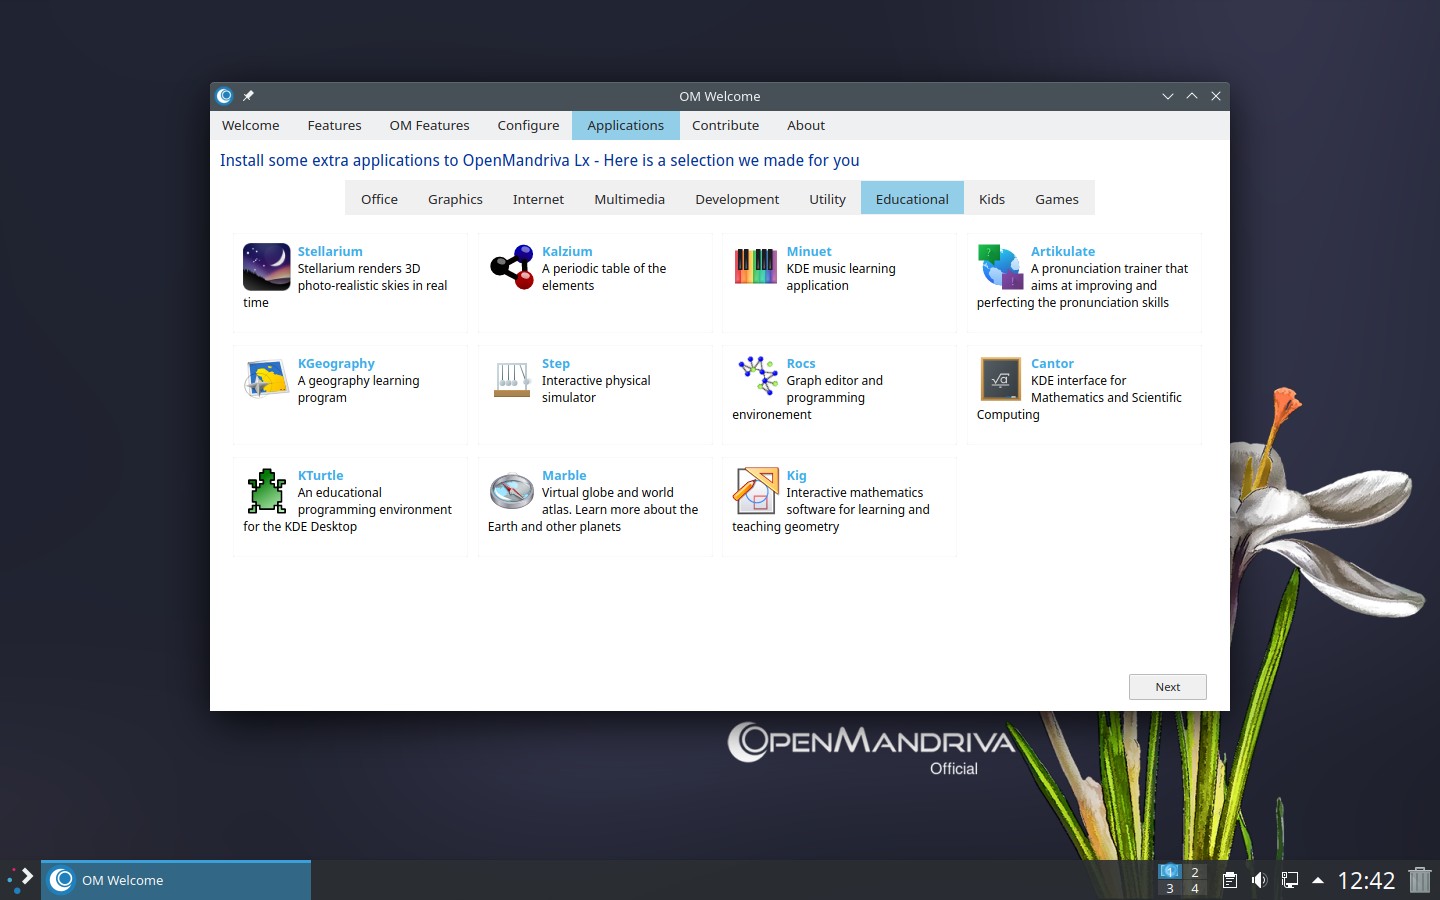 OM Welcome
Welcome Features OM Features Configure Applications Contribute About
Install some extra applications to OpenMandriva Lx - Here is a selection we made for you
Office Graphics Internet Multimedia Development Utility Educational Kids Games
Stellarium
Stellarium renders 3D
photo-realistic skies in real
time
Kalzium
A periodic table of the
elements
Minuet
KDE music learning
application
Artikulate
A pronunciation trainer that
aims at improving and
perfecting the pronunciation skills
KGeography
A geography learning
program
Step
Interactive physical
simulator
Rocs
Graph editor and
programming
environement
Cantor
KDE interface for
Mathematics and Scientific
Computing
KTurtle
An educational
programming environment
for the KDE Desktop
Marble
Virtual globe and world
atlas. Learn more about the
Earth and other planets
Kig
Interactive mathematics
software for learning and
teaching geometry
Next
OpenMandriva
Official
OM Welcome
1 2
3 4
12:42